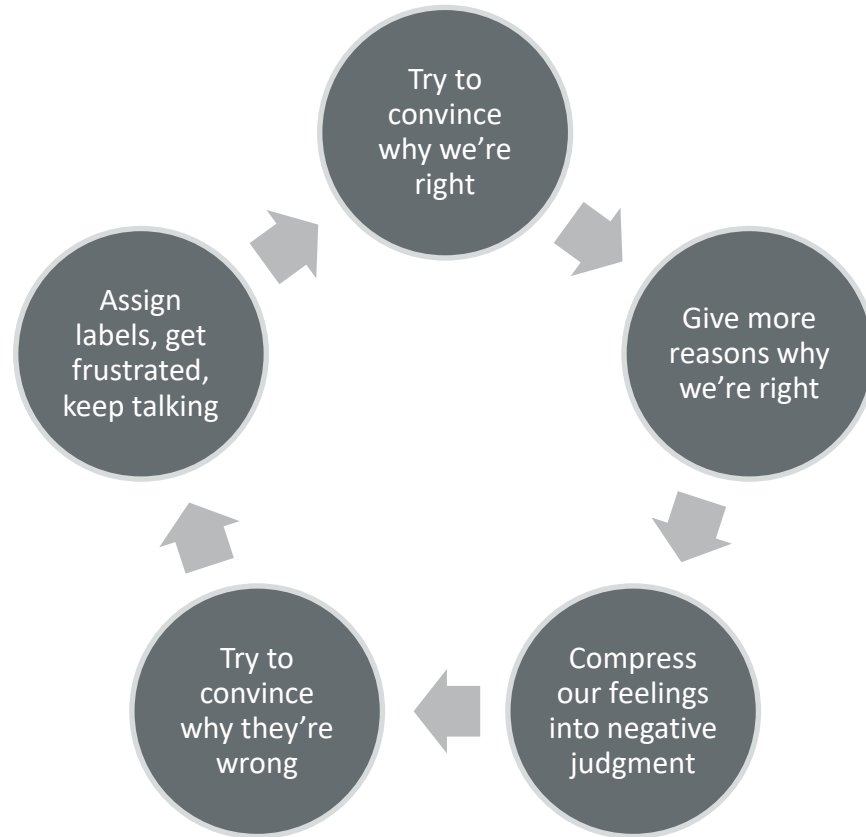 Try to
convince
why we’re
right
Give more
reasons why
we’re right
Compress
our feelings
into negative
judgment
Try to
convince
why they’re
wrong
Assign
labels, get
frustrated,
keep talking